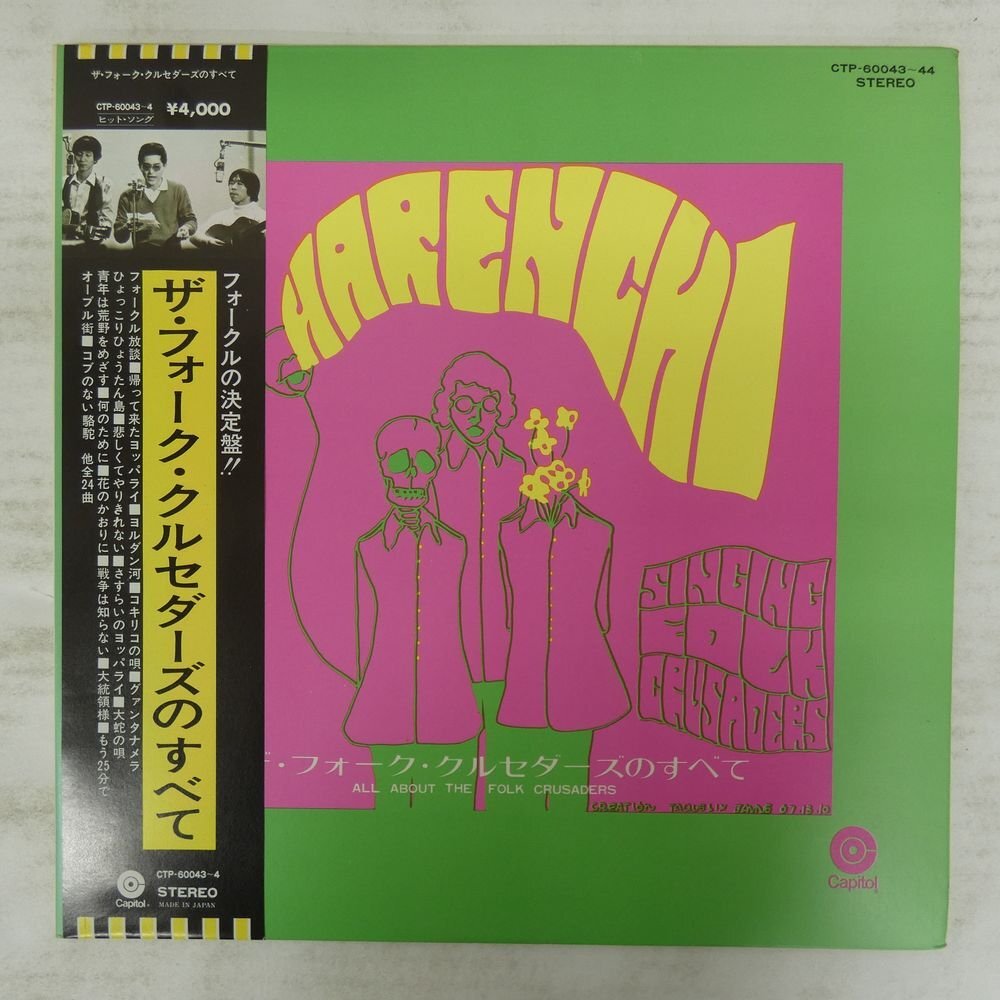 ザ・フォーク・クルセダーズのすべて
CTP-60043~4 ¥4,000
ヒット・ソング
フォークルの決定盤!!
ザ・フォーク・クルセダーズのすべて
フォークル放談■帰って来たヨッパライ■ヨルダン河■コキリコの唄■グァンタナメラ
ひょっこりひょうたん島■悲しくてやりきれない■さすらいのヨッパライ■大蛇の唄
青年は荒野をめざす■何のために■花のかおりに■戦争は知らない■大統領様■もう25分で
オーブル街■コブのない駱駝 他全24曲
CTP-60043~4
Capitol
STEREO
MADE IN JAPAN
CTP-60043~44
STEREO
HARENCHI
SINGING
FOLK
CRUSADERS
・フォーク・クルセダーズのすべて
ALL ABOUT THE FOLK CRUSADERS
CREATION
Capitol